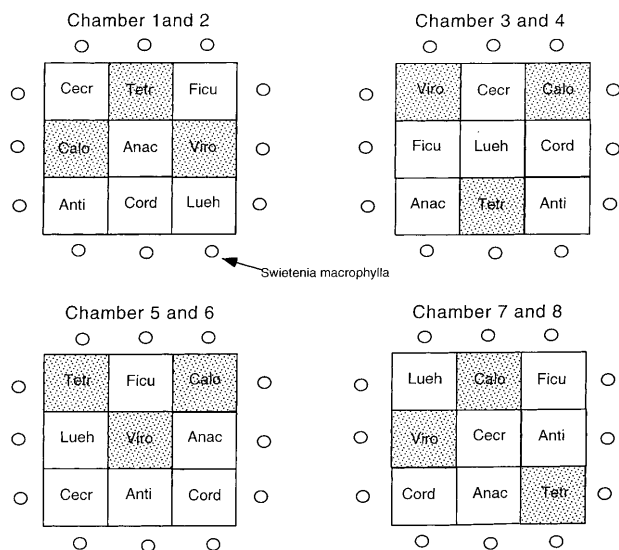 Chamber 1and 2
Cecr Tetr Ficu
Calo Anac Viro
Anti Cord Lueh
Swietenia macrophylla
Chamber 3 and 4
Viro Cecr Calo
Ficu Lueh Cord
Anac Tetr Anti
Chamber 5 and 6
Tetr Ficu Calo
Lueh Viro Anac
Cecr Anti Cord
Chamber 7 and 8
Lueh Calo Ficu
Viro Cecr Anti
Cord Anac Tetr